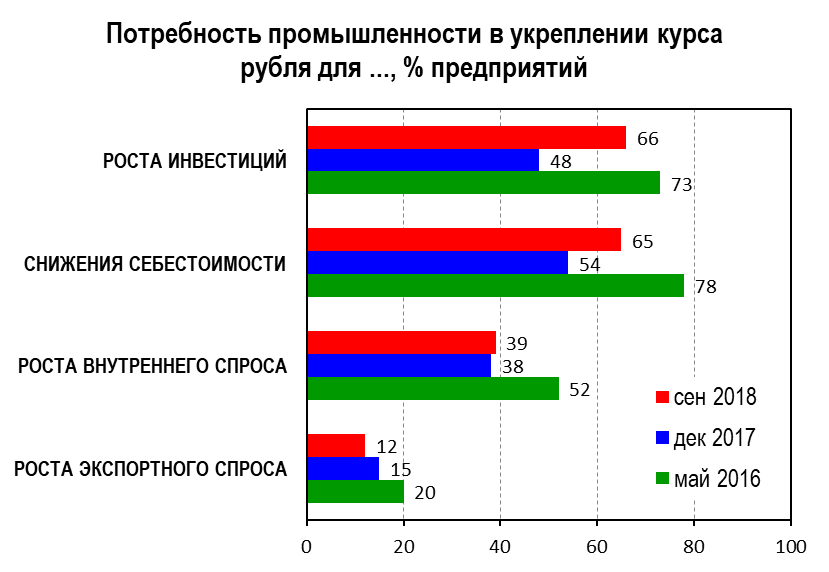 Потребность промышленности в укреплении курса
рубля для ..., % предприятий
РОСТА ИНВЕСТИЦИЙ
66
48
73
СНИЖЕНИЯ СЕБЕСТОИМОСТИ
65
54
78
РОСТА ВНУТРЕННЕГО СПРОСА
39
38
52
РОСТА ЭКСПОРТНОГО СПРОСА
12
15
20
сен 2018
дек 2017
май 2016
0 20 40 60 80 100